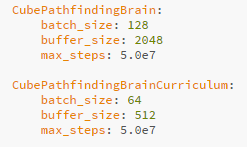 CubePathfindingBrain:
    batch_size: 128
    buffer_size: 2048
    max_steps: 5.0e7

CubePathfindingBrainCurriculum:
    batch_size: 64
    buffer_size: 512
    max_steps: 5.0e7